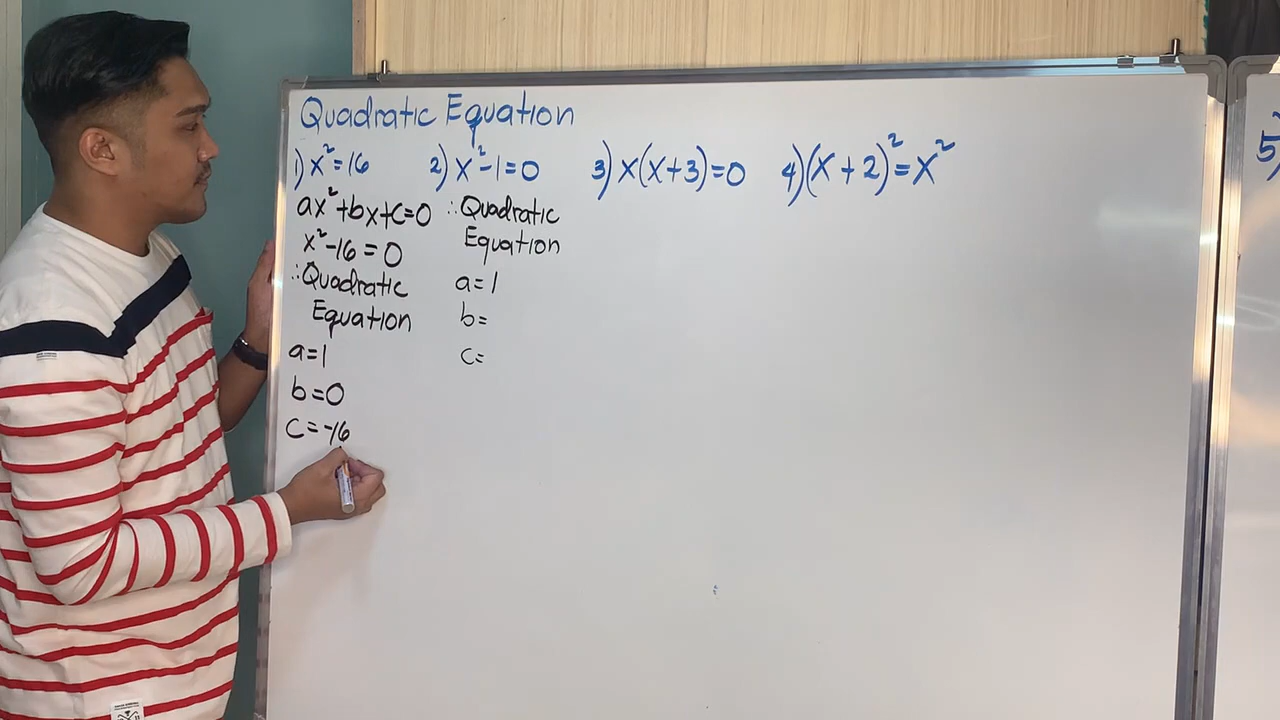 Quadratic Equation
1) x²=16
2) x²-1=0
3) x(x+3)=0
4) (x+2)²=x²
5)
ax²+bx+c=0
x²-16=0
∴Quadratic
Equation
a=1
b=0
c=-16
∴Quadratic
Equation
a=1
b=
c=